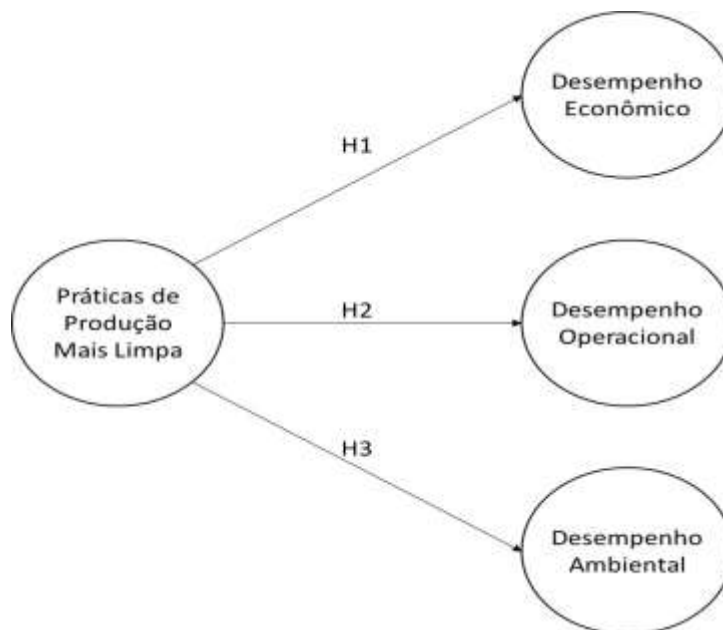 Desempenho
Econômico
H1
Práticas de
Produção
Mais Limpa
H2
Desempenho
Operacional
H3
Desempenho
Ambiental